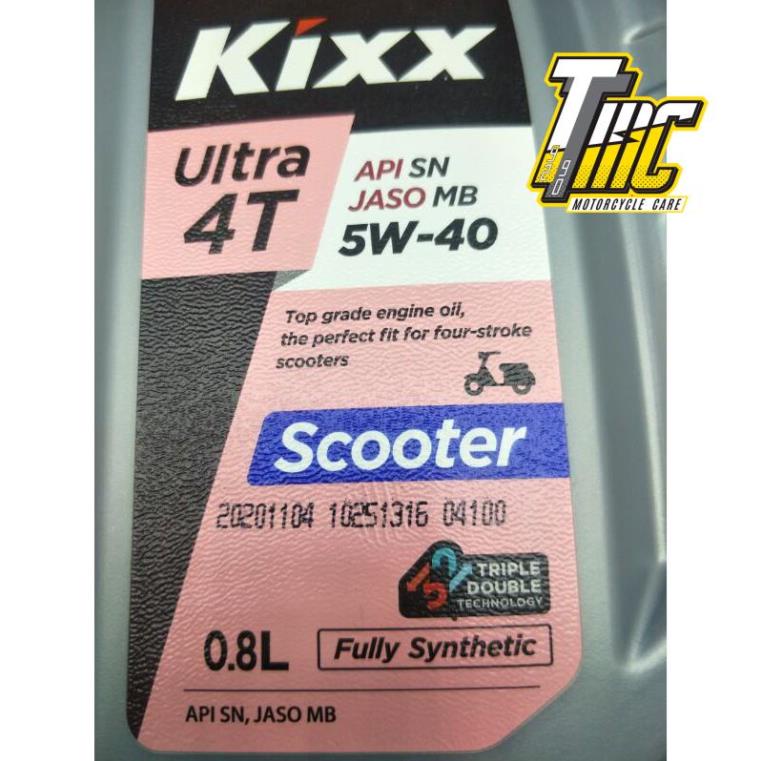 Kixx
Ultra
4T
API SN
JASO MB
5W-40
TMC
MOTORCYCLE CARE
Top grade engine oil,
the perfect fit for four-stroke
scooters
Scooter
20201104 10251316 04100
TRIPLE
DOUBLE
TECHNOLOGY
0.8L
Fully Synthetic
API SN, JASO MB